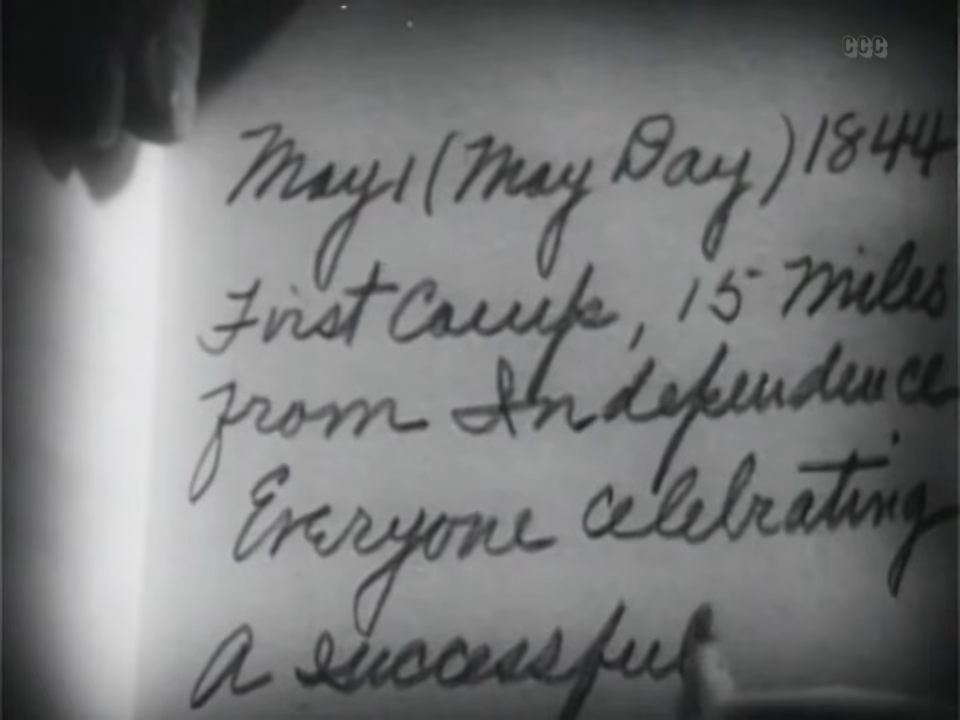 CCC
May 1 (May Day) 1844
First Camp, 15 Miles
from Independence
Everyone celebrating
A successful